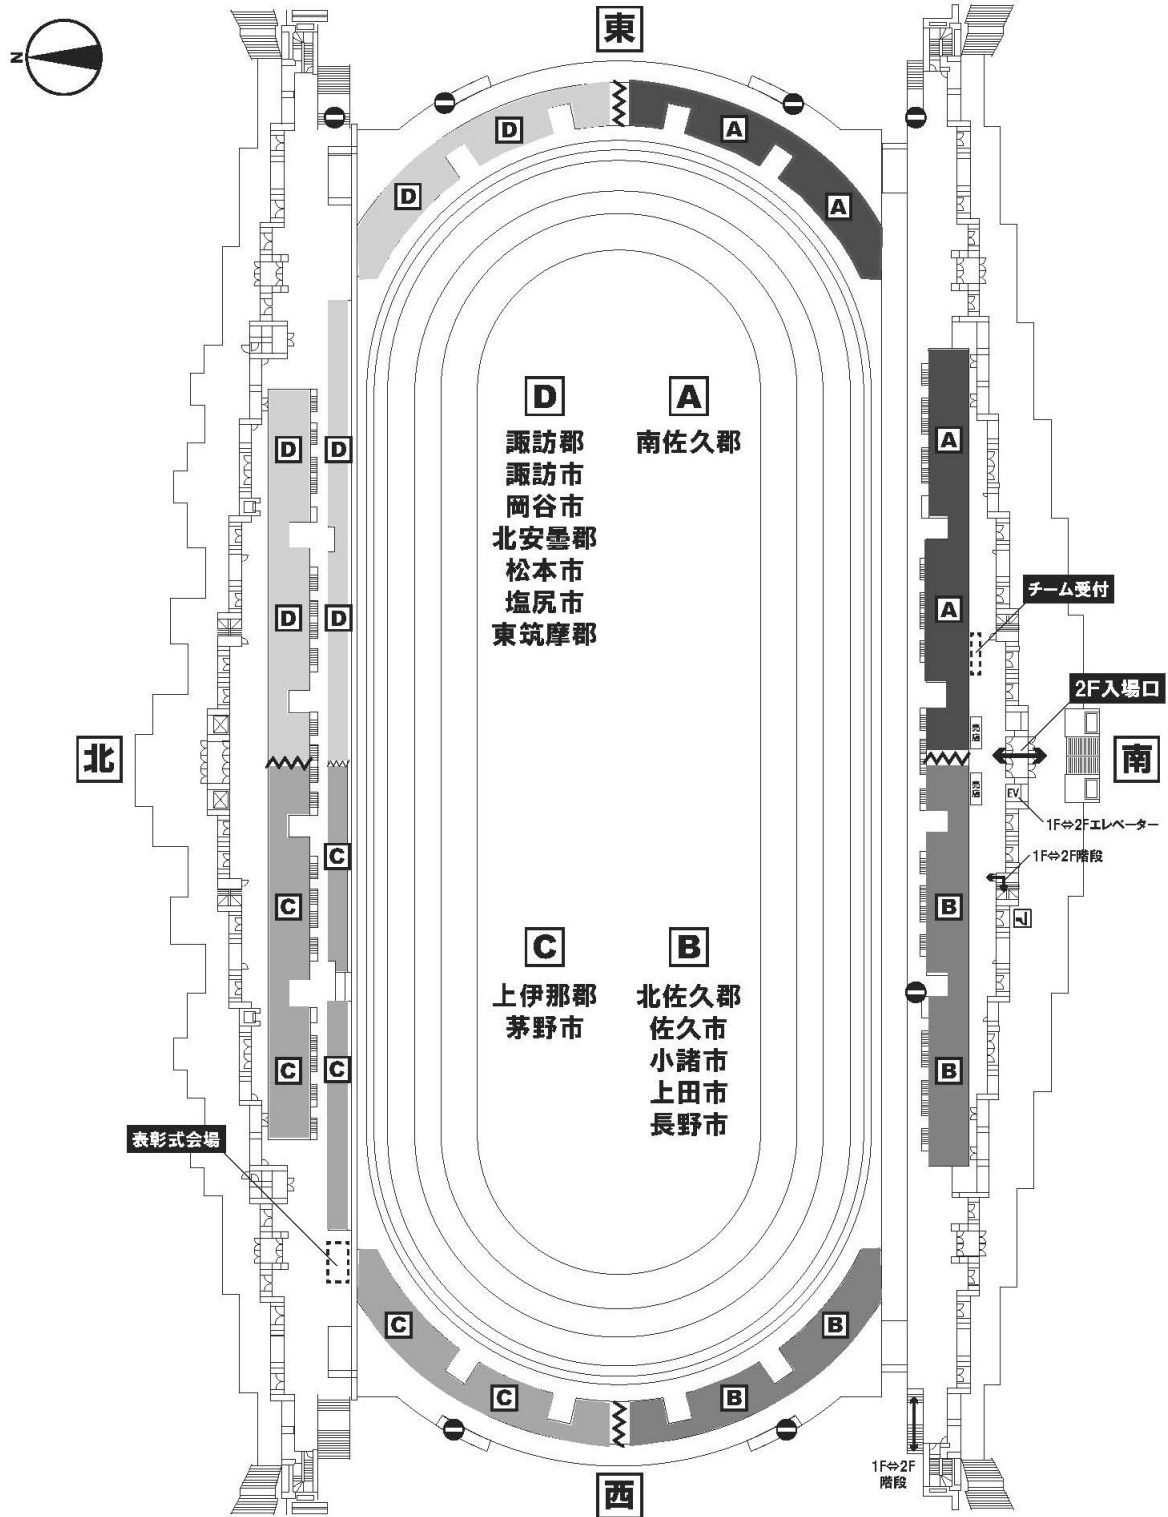 東
N
D
A
D
A
D
諏訪郡
諏訪市
岡谷市
北安曇郡
松本市
塩尻市
東筑摩郡
A
南佐久郡
D
D
A
D
D
A
チーム受付
2F入場口
売店
北
南
売店
EV
1F⇔2Fエレベーター
1F⇔2F階段
C
C
B
C
上伊那郡
茅野市
B
北佐久郡
佐久市
小諸市
上田市
長野市
C
C
B
表彰式会場
C
B
C
B
1F⇔2F
階段
西